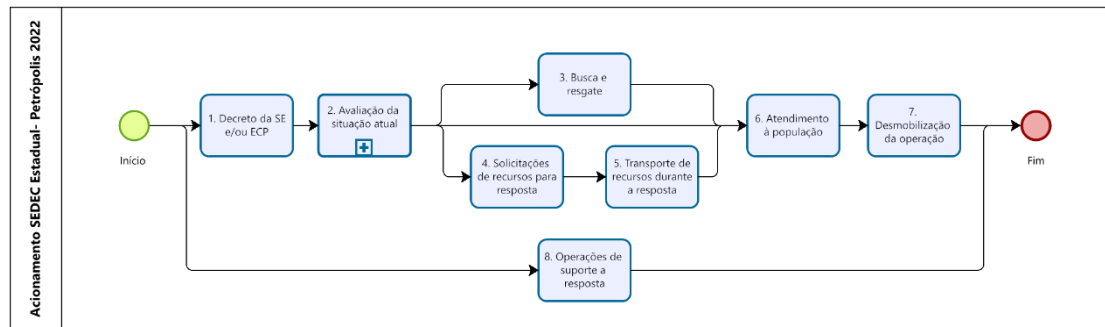 Acionamento SEDEC Estadual- Petrópolis 2022
Início
1. Decreto da SE
e/ou ECP
2. Avaliação da
situação atual
3. Busca e
resgate
4. Solicitações
de recursos para
resposta
5. Transporte de
recursos durante
a resposta
6. Atendimento
à população
7.
Desmobilização
da operação
Fim
8. Operações de
suporte a
resposta